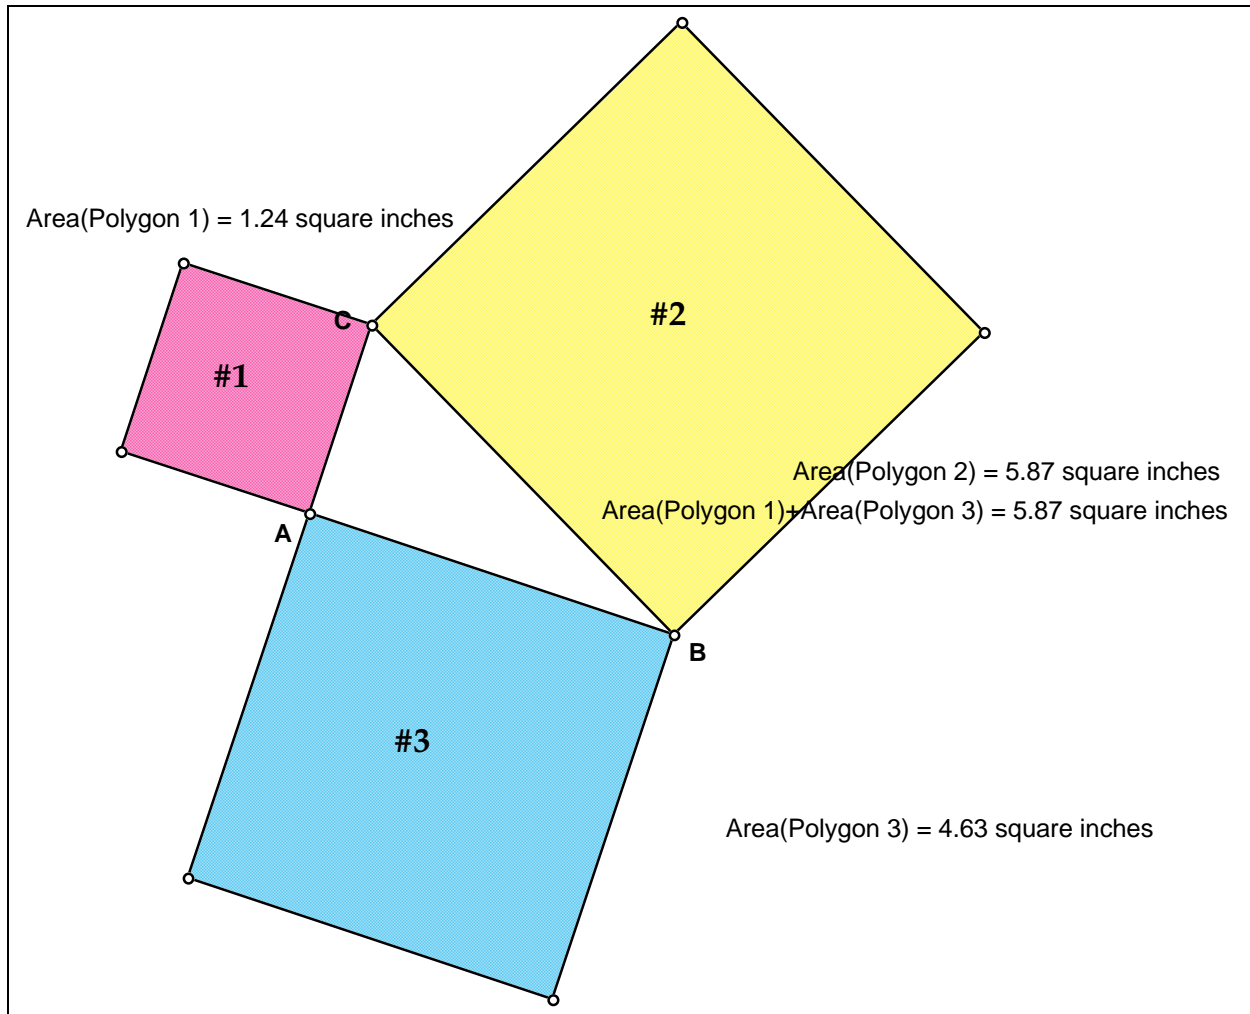 Area(Polygon 1) = 1.24 square inches
#2
C
#1
Area(Polygon 2) = 5.87 square inches
Area(Polygon 1)+Area(Polygon 3) = 5.87 square inches
A
B
#3
Area(Polygon 3) = 4.63 square inches